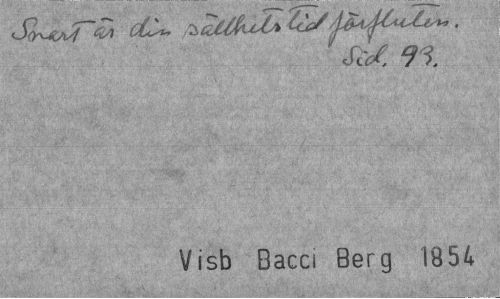 Snart är din sällhetstid förfluten.
Sid. 93.
Visb Bacci Berg 1854